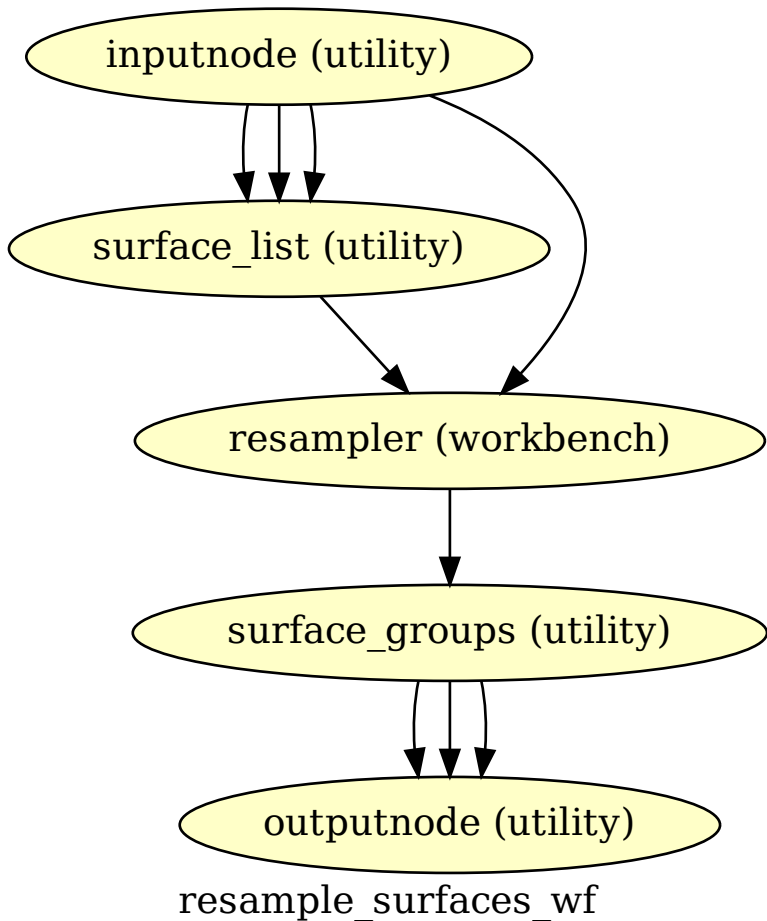 inputnode (utility)
surface_list (utility)
resampler (workbench)
surface_groups (utility)
outputnode (utility)
resample_surfaces_wf